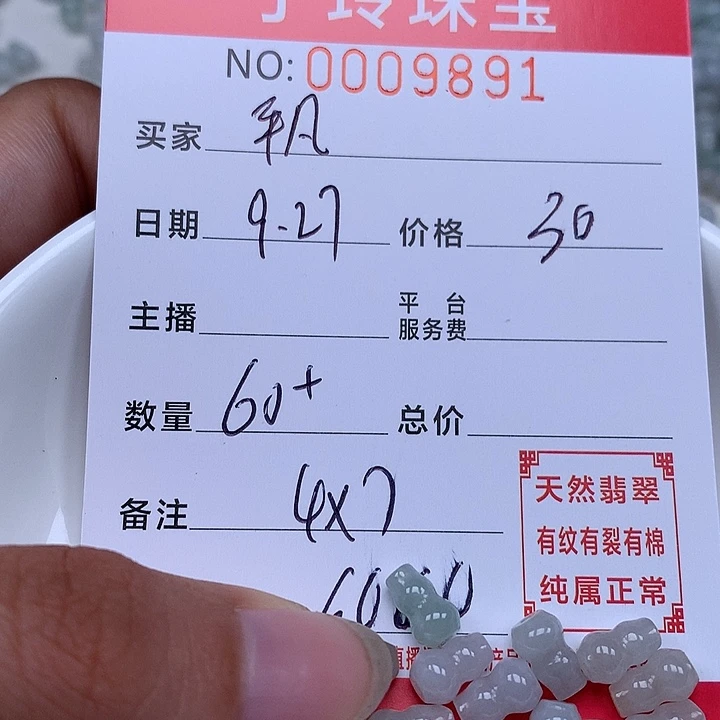 NO: 0009891
买家 平凡
日期 9.27 价格 30
主播 平台服务费
数量 60+ 总价
备注 4x7
天然翡翠
有纹有裂有棉
纯属正常